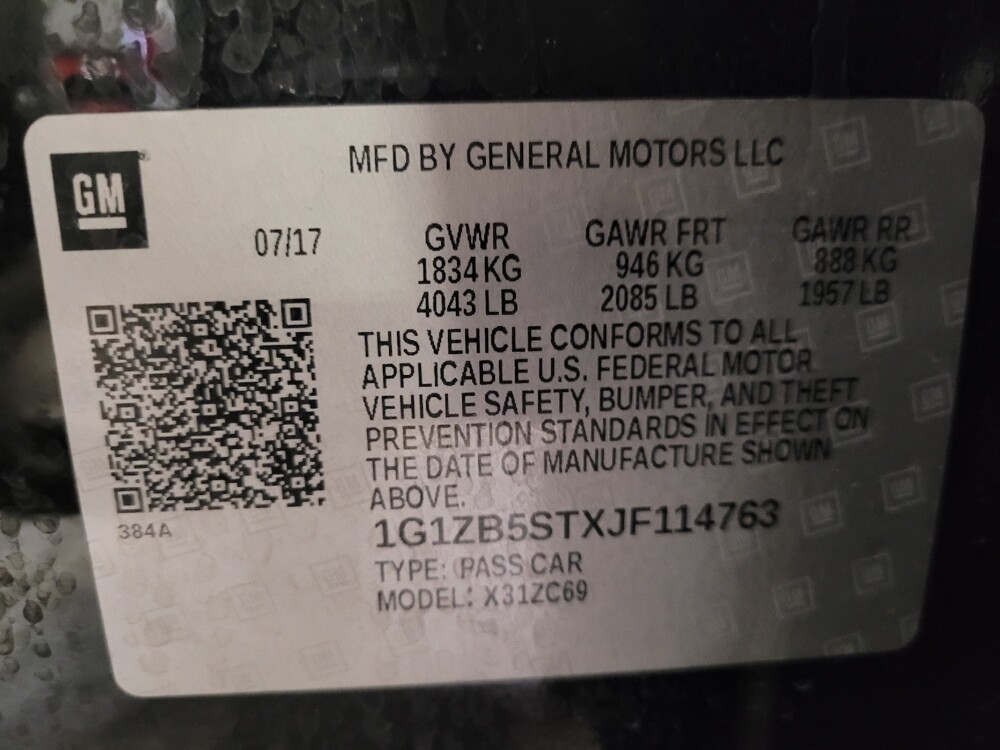 GM
MFD BY GENERAL MOTORS LLC
07/17
GVWR GAWR FRT GAWR RR
1834 KG 946 KG 888 KG
4043 LB 2085 LB 1957 LB
THIS VEHICLE CONFORMS TO ALL
APPLICABLE U.S. FEDERAL MOTOR
VEHICLE SAFETY, BUMPER, AND THEFT
PREVENTION STANDARDS IN EFFECT ON
THE DATE OF MANUFACTURE SHOWN
ABOVE.
384A
1G1ZB5STXJF114763
TYPE: PASS CAR
MODEL: X31ZC69